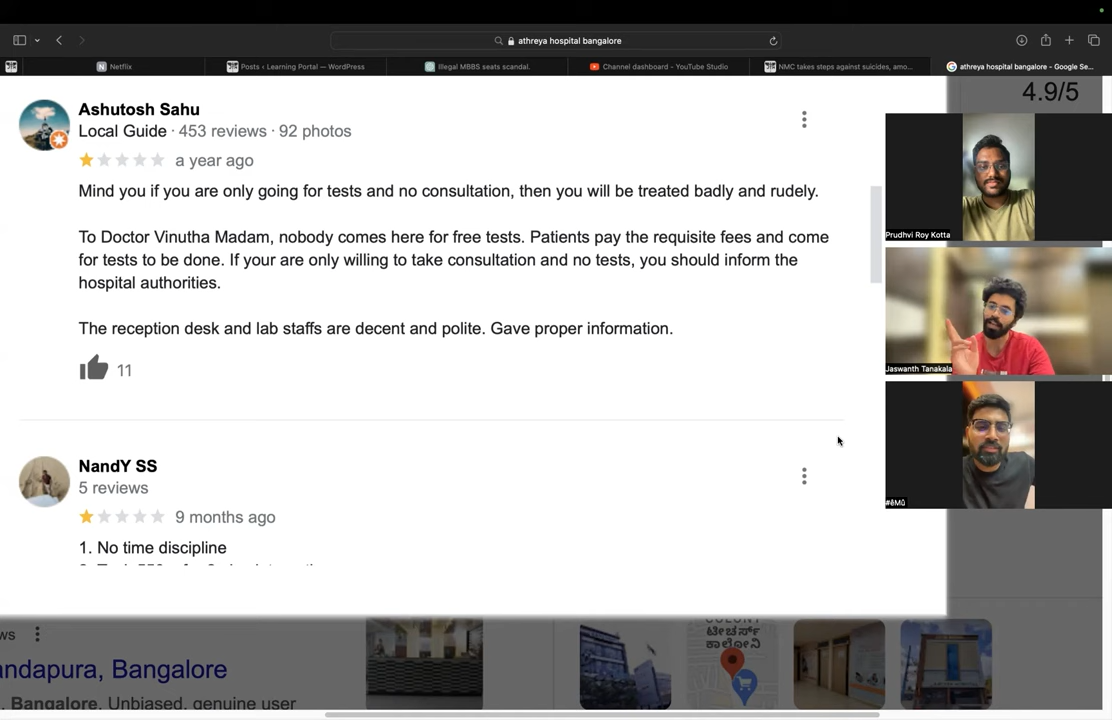 athreya hospital bangalore
Netflix
Posts ‹ Learning Portal — WordPress
Illegal MBBS seats scandal.
Channel dashboard - YouTube Studio
NMC takes steps against suicides, amo...
athreya hospital bangalore - Google Se...
4.9/5
Ashutosh Sahu
Local Guide · 453 reviews · 92 photos
a year ago
Mind you if you are only going for tests and no consultation, then you will be treated badly and rudely.
To Doctor Vinutha Madam, nobody comes here for free tests. Patients pay the requisite fees and come
for tests to be done. If your are only willing to take consultation and no tests, you should inform the
hospital authorities.
The reception desk and lab staffs are decent and polite. Gave proper information.
11
NandY SS
5 reviews
9 months ago
1. No time discipline
Prudhvi Roy Kotta
Jaswanth Tanakala
#êMû
ws
ಟೀಚರ್ಸ್
ಕಾಲೋನಿ
andapura, Bangalore
Bangalore. Unbiased, genuine user